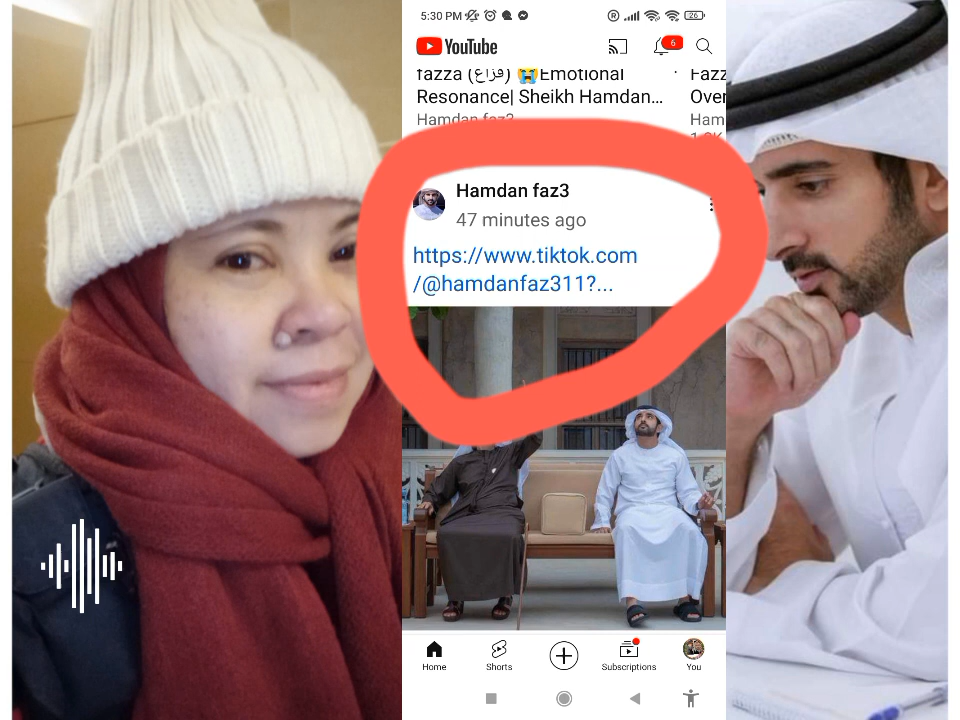 5:30 PM
26
YouTube
6
fazza (فزاع) 😭Emotional
Resonance| Sheikh Hamdan...
Hamdan faz3
Fazz
Over
Ham
Hamdan faz3
47 minutes ago
https://www.tiktok.com
/@hamdanfaz311?...
Home
Shorts
Subscriptions
You